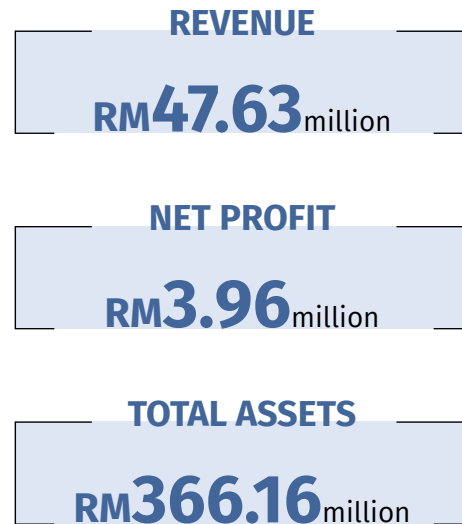 REVENUE
RM47.63million
NET PROFIT
RM3.96million
TOTAL ASSETS
RM366.16million